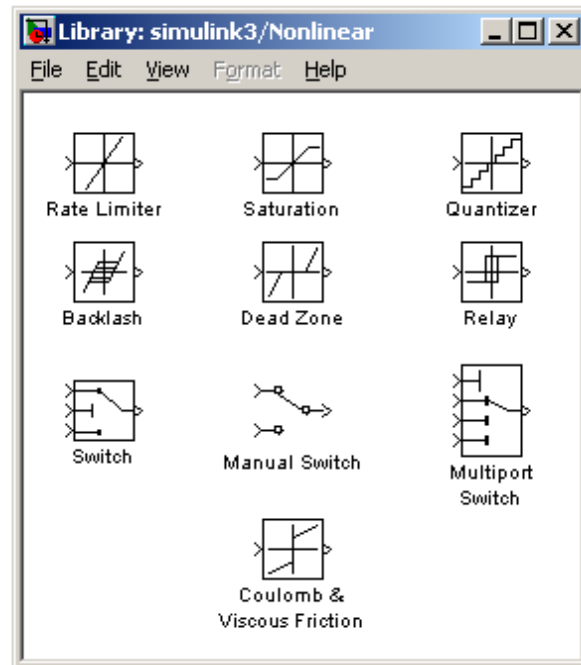 Library: simulink3/Nonlinear
File Edit View Format Help
Rate Limiter
Saturation
Quantizer
Backlash
Dead Zone
Relay
Switch
Manual Switch
Multiport
Switch
Coulomb &
Viscous Friction